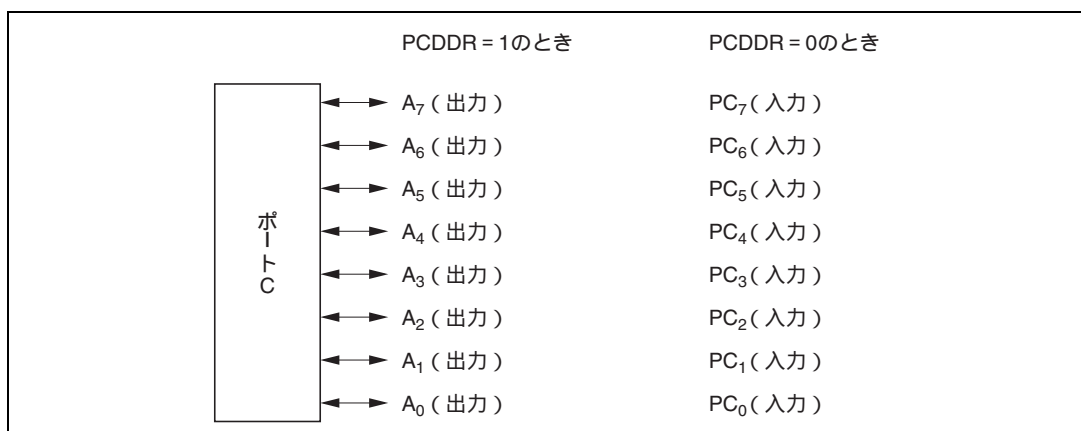 PCDDR = 1のとき PCDDR = 0のとき
A7 ( 出力 ) PC7( 入力 )
A6 ( 出力 ) PC6( 入力 )
A5 ( 出力 ) PC5( 入力 )
ポートC
A4 ( 出力 ) PC4( 入力 )
A3 ( 出力 ) PC3( 入力 )
A2 ( 出力 ) PC2( 入力 )
A1 ( 出力 ) PC1( 入力 )
A0 ( 出力 ) PC0( 入力 )